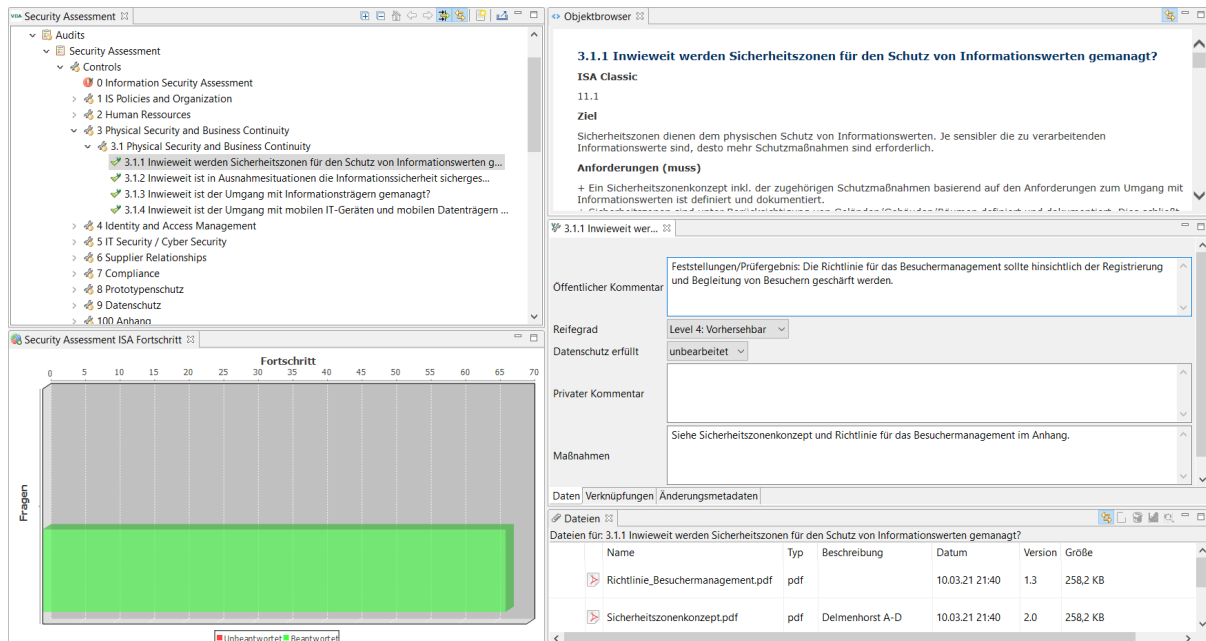 Security Assessment
Audits
Security Assessment
Controls
0 Information Security Assessment
1 IS Policies and Organization
2 Human Ressources
3 Physical Security and Business Continuity
3.1 Physical Security and Business Continuity
3.1.1 Inwieweit werden Sicherheitszonen für den Schutz von Informationswerten g...
3.1.2 Inwieweit ist in Ausnahmesituationen die Informationssicherheit sicherges...
3.1.3 Inwieweit ist der Umgang mit Informationsträgern gemanagt?
3.1.4 Inwieweit ist der Umgang mit mobilen IT-Geräten und mobilen Datenträgern ...
4 Identity and Access Management
5 IT Security / Cyber Security
6 Supplier Relationships
7 Compliance
8 Prototypenschutz
9 Datenschutz
100 Anhang
Security Assessment ISA Fortschritt
Fortschritt
0 5 10 15 20 25 30 35 40 45 50 55 60 65 70
Fragen
Unbeantwortet Beantwortet
Objektbrowser
3.1.1 Inwieweit werden Sicherheitszonen für den Schutz von Informationswerten gemanagt?
ISA Classic
11.1
Ziel
Sicherheitszonen dienen dem physischen Schutz von Informationswerten. Je sensibler die zu verarbeitenden
Informationswerte sind, desto mehr Schutzmaßnahmen sind erforderlich.
Anforderungen (muss)
+ Ein Sicherheitszonenkonzept inkl. der zugehörigen Schutzmaßnahmen basierend auf den Anforderungen zum Umgang mit
Informationswerten ist definiert und dokumentiert.
+ Sicherheitszonen sind unter Berücksichtigung von Geländen/Gebäuden/Räumen definiert und dokumentiert. Dies schließt
3.1.1 Inwieweit wer...
Öffentlicher Kommentar
Feststellungen/Prüfergebnis: Die Richtlinie für das Besuchermanagement sollte hinsichtlich der Registrierung
und Begleitung von Besuchern geschärft werden.
Reifegrad Level 4: Vorhersehbar
Datenschutz erfüllt unbearbeitet
Privater Kommentar
Maßnahmen
Siehe Sicherheitszonenkonzept und Richtlinie für das Besuchermanagement im Anhang.
Daten Verknüpfungen Änderungsmetadaten
Dateien
Dateien für: 3.1.1 Inwieweit werden Sicherheitszonen für den Schutz von Informationswerten gemanagt?
Name Typ Beschreibung Datum Version Größe
Richtlinie_Besuchermanagement.pdf pdf 10.03.21 21:40 1.3 258,2 KB
Sicherheitszonenkonzept.pdf pdf Delmenhorst A-D 10.03.21 21:40 2.0 258,2 KB